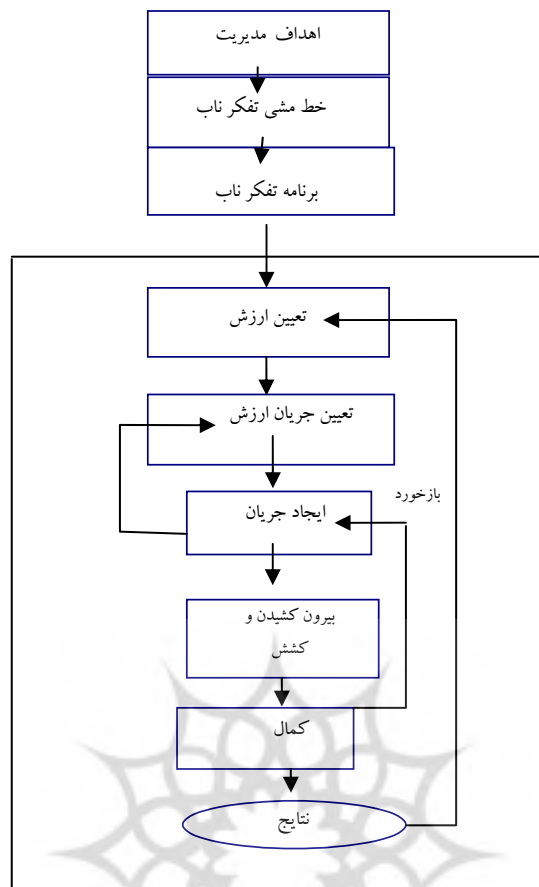 اهداف مدیریت
خط مشی تفکر ناب
برنامه تفکر ناب
تعیین ارزش
تعیین جریان ارزش
بازخورد
ایجاد جریان
بیرون کشیدن و
کشش
کمال
نتایج